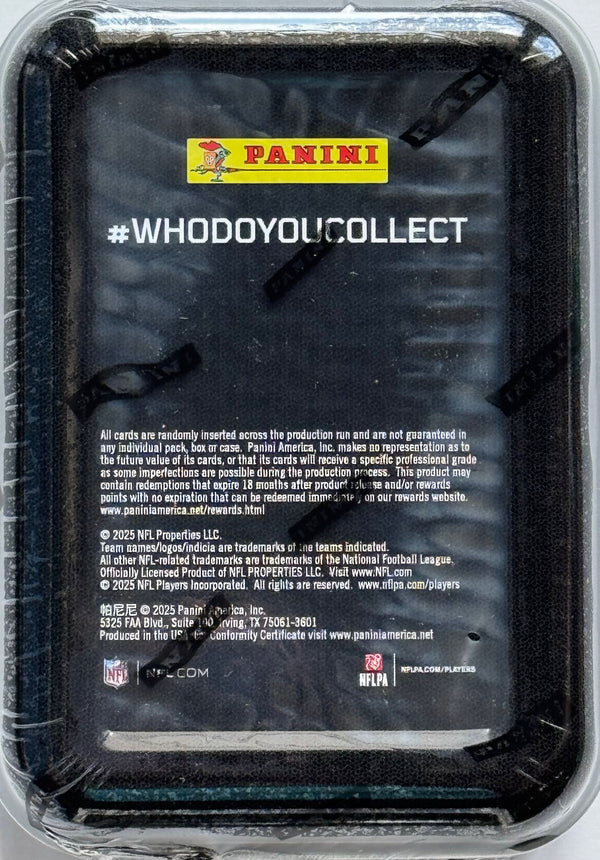 PANINI
PANINI
#WHODOYOUCOLLECT
All cards are randomly inserted across the production run and are not guaranteed in
any individual pack, box or case. Panini America, Inc. makes no representation as to
the future value of its cards, or that its cards will receive a specific professional grade
as some imperfections are possible during the production process. This product may
contain redemptions that expire 18 months after product release and/or rewards
points with no expiration that can be redeemed immediately on our rewards website.
www.paniniamerica.net/rewards.html
© 2025 NFL Properties LLC.
Team names/logos/indicia are trademarks of the teams indicated.
All other NFL-related trademarks are trademarks of the National Football League.
Officially Licensed Product of NFL PROPERTIES LLC. Visit www.NFL.com
© 2025 NFL Players Incorporated. All rights are reserved. www.nflpa.com/players
帕尼尼 © 2025 Panini America, Inc.
5325 FAA Blvd., Suite 100 Irving, TX 75061-3601
Produced in the USA For Conformity Certificate visit www.paniniamerica.net
NFL NFL.COM
NFLPA NFLPA.COM/PLAYERS